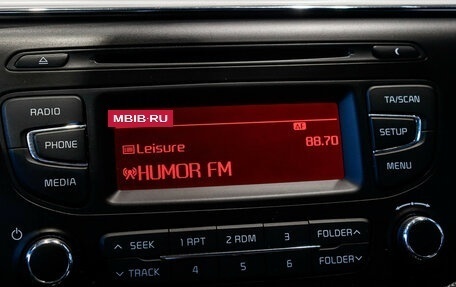 RADIO
PHONE
MEDIA
MBIB·RU
AF
Leisure
88.70
HUMOR FM
TA/SCAN
SETUP
MENU
SEEK
1 RPT
2 RDM
3
FOLDER
TRACK
4
5
6
FOLDER